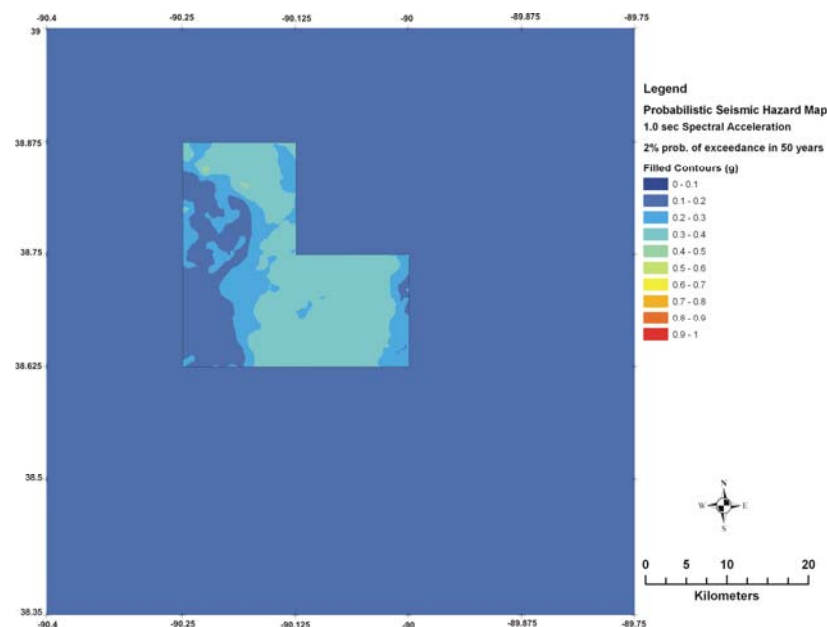 -90.4 -90.25 -90.125 -90 -89.875 -89.75
39
38.875
38.75
38.625
38.5
38.35
-90.4 -90.25 -90.125 -90 -89.875 -89.75
Legend
Probabilistic Seismic Hazard Map
1.0 sec Spectral Acceleration
2% prob. of exceedance in 50 years
Filled Contours (g)
0 - 0.1
0.1 - 0.2
0.2 - 0.3
0.3 - 0.4
0.4 - 0.5
0.5 - 0.6
0.6 - 0.7
0.7 - 0.8
0.8 - 0.9
0.9 - 1
N
W E
S
0 5 10 20
Kilometers